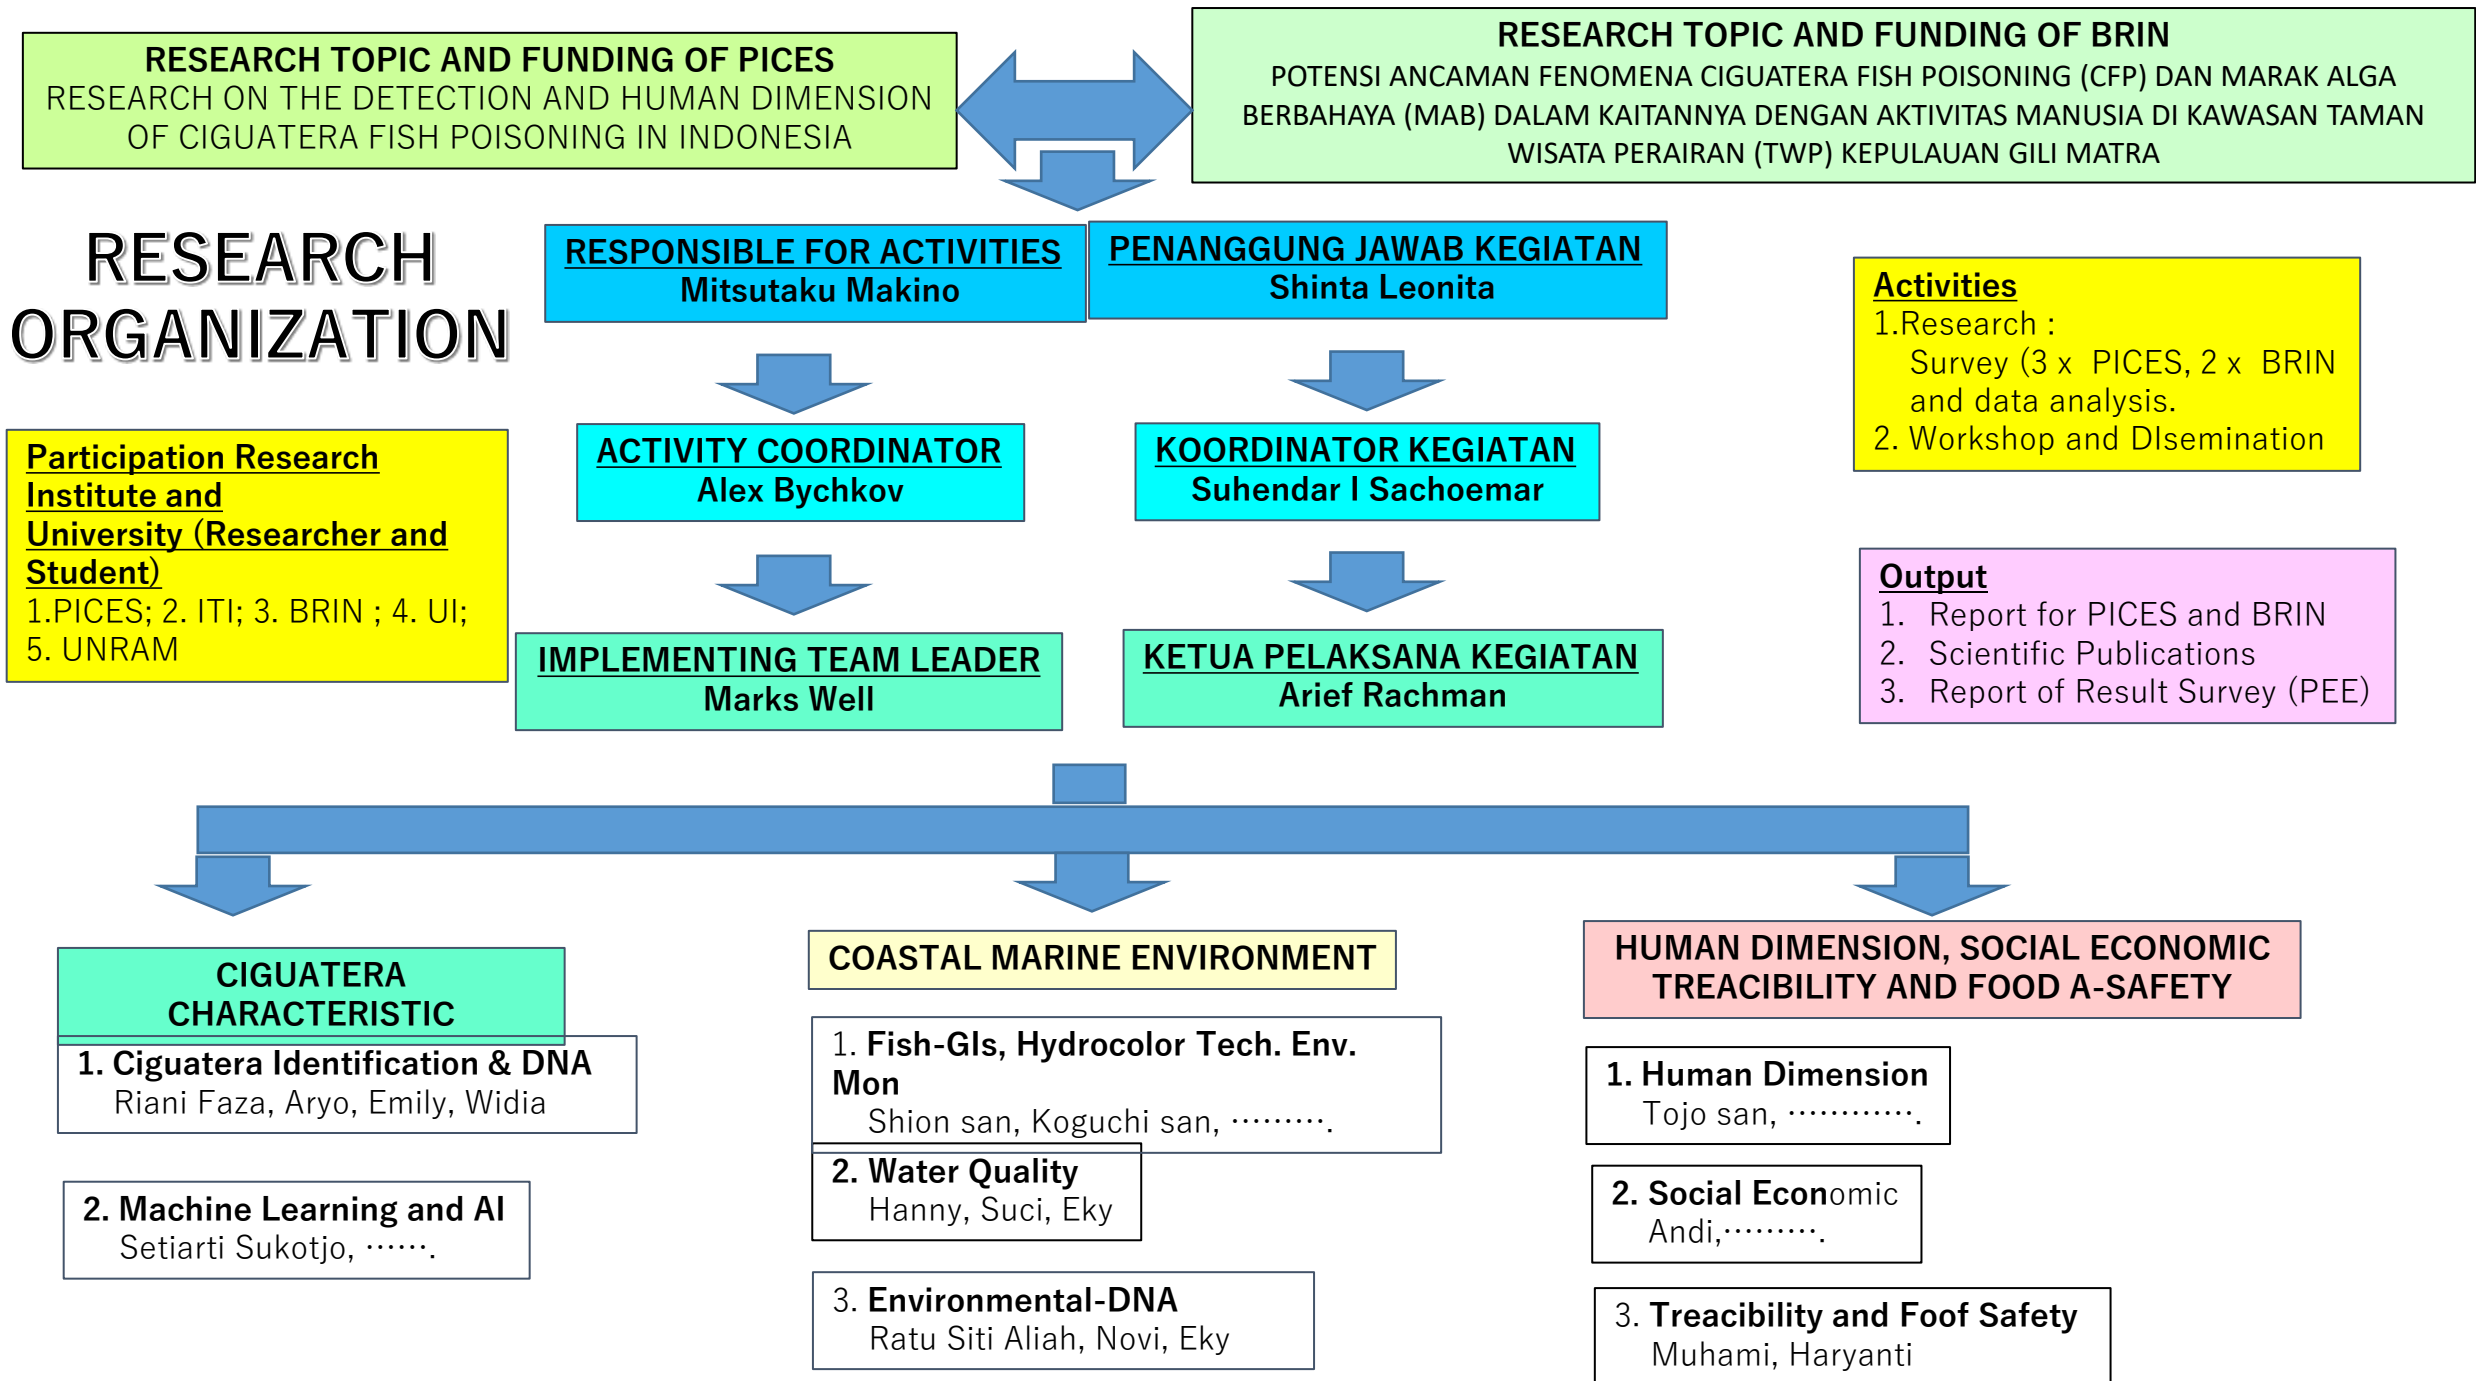 RESEARCH TOPIC AND FUNDING OF PICES
RESEARCH ON THE DETECTION AND HUMAN DIMENSION
OF CIGUATERA FISH POISONING IN INDONESIA
RESEARCH TOPIC AND FUNDING OF BRIN
POTENSI ANCAMAN FENOMENA CIGUATERA FISH POISONING (CFP) DAN MARAK ALGA
BERBAHAYA (MAB) DALAM KAITANNYA DENGAN AKTIVITAS MANUSIA DI KAWASAN TAMAN
WISATA PERAIRAN (TWP) KEPULAUAN GILI MATRA
RESEARCH
ORGANIZATION
RESPONSIBLE FOR ACTIVITIES
Mitsutaku Makino
PENANGGUNG JAWAB KEGIATAN
Shinta Leonita
Activities
1.Research :
Survey (3 x  PICES, 2 x  BRIN
and data analysis.
2. Workshop and DIsemination
Participation Research
Institute and
University (Researcher and
Student)
1.PICES; 2. ITI; 3. BRIN ; 4. UI;
5. UNRAM
ACTIVITY COORDINATOR
Alex Bychkov
KOORDINATOR KEGIATAN
Suhendar I Sachoemar
Output
1. Report for PICES and BRIN
2. Scientific Publications
3. Report of Result Survey (PEE)
IMPLEMENTING TEAM LEADER
Marks Well
KETUA PELAKSANA KEGIATAN
Arief Rachman
CIGUATERA
CHARACTERISTIC
1. Ciguatera Identification & DNA
Riani Faza, Aryo, Emily, Widia
2. Machine Learning and AI
Setiarti Sukotjo, ⋯⋯.
COASTAL MARINE ENVIRONMENT
1. Fish-GIs, Hydrocolor Tech. Env.
Mon
Shion san, Koguchi san, ⋯⋯⋯.
2. Water Quality
Hanny, Suci, Eky
3. Environmental-DNA
Ratu Siti Aliah, Novi, Eky
HUMAN DIMENSION, SOCIAL ECONOMIC
TREACIBILITY AND FOOD A-SAFETY
1. Human Dimension
Tojo san, ⋯⋯⋯⋯.
2. Social Economic
Andi,⋯⋯⋯.
3. Treacibility and Foof Safety
Muhami, Haryanti